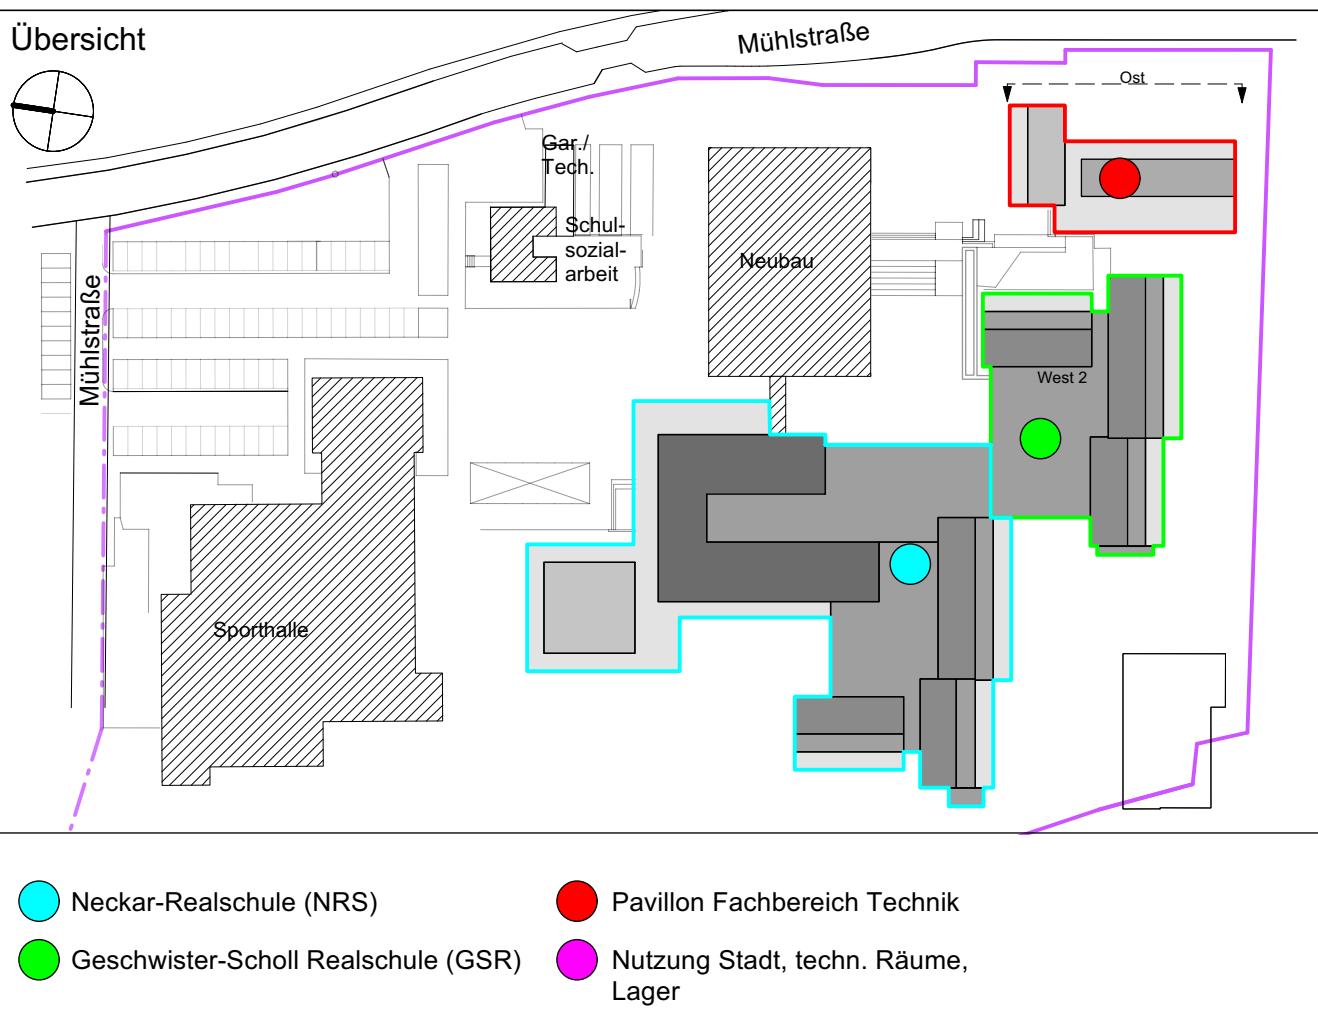 Übersicht
Mühlstraße
Ost
Gar./
Tech.
Schul-
sozial-
arbeit
Neubau
Mühlstraße
West 2
Sporthalle
Neckar-Realschule (NRS)
Geschwister-Scholl Realschule (GSR)
Pavillon Fachbereich Technik
Nutzung Stadt, techn. Räume,
Lager